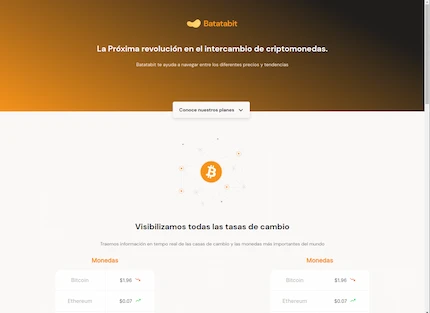 Batatabit
La Próxima revolución en el intercambio de criptomonedas.
Batatabit te ayuda a navegar entre los diferentes precios y tendencias
Conoce nuestros planes
Visibilizamos todas las tasas de cambio
Traemos información en tiempo real de las casas de cambio y las monedas más importantes del mundo
Monedas Monedas
Bitcoin $1.96 Bitcoin $1.96
Ethereum $0.07 Ethereum $0.07